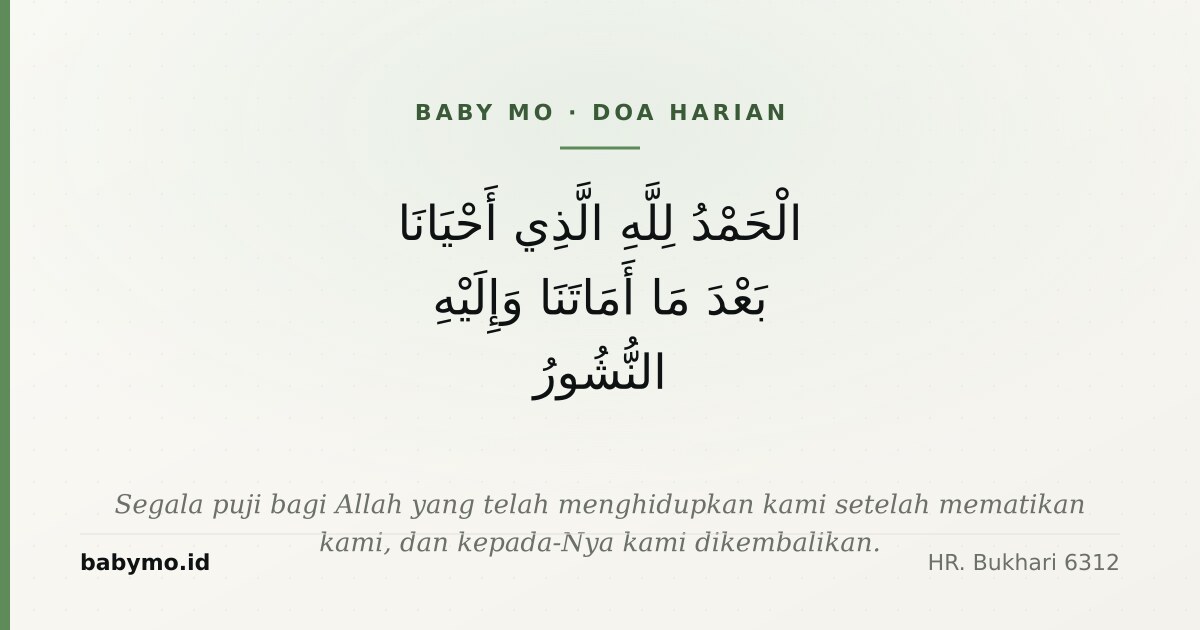 BABY MO · DOA HARIAN
الْحَمْدُ لِلَّهِ الَّذِي أَحْيَانَا
بَعْدَ مَا أَمَاتَنَا وَإِلَيْهِ
النُّشُورُ
Segala puji bagi Allah yang telah menghidupkan kami setelah mematikan
kami, dan kepada-Nya kami dikembalikan.
babymo.id
HR. Bukhari 6312